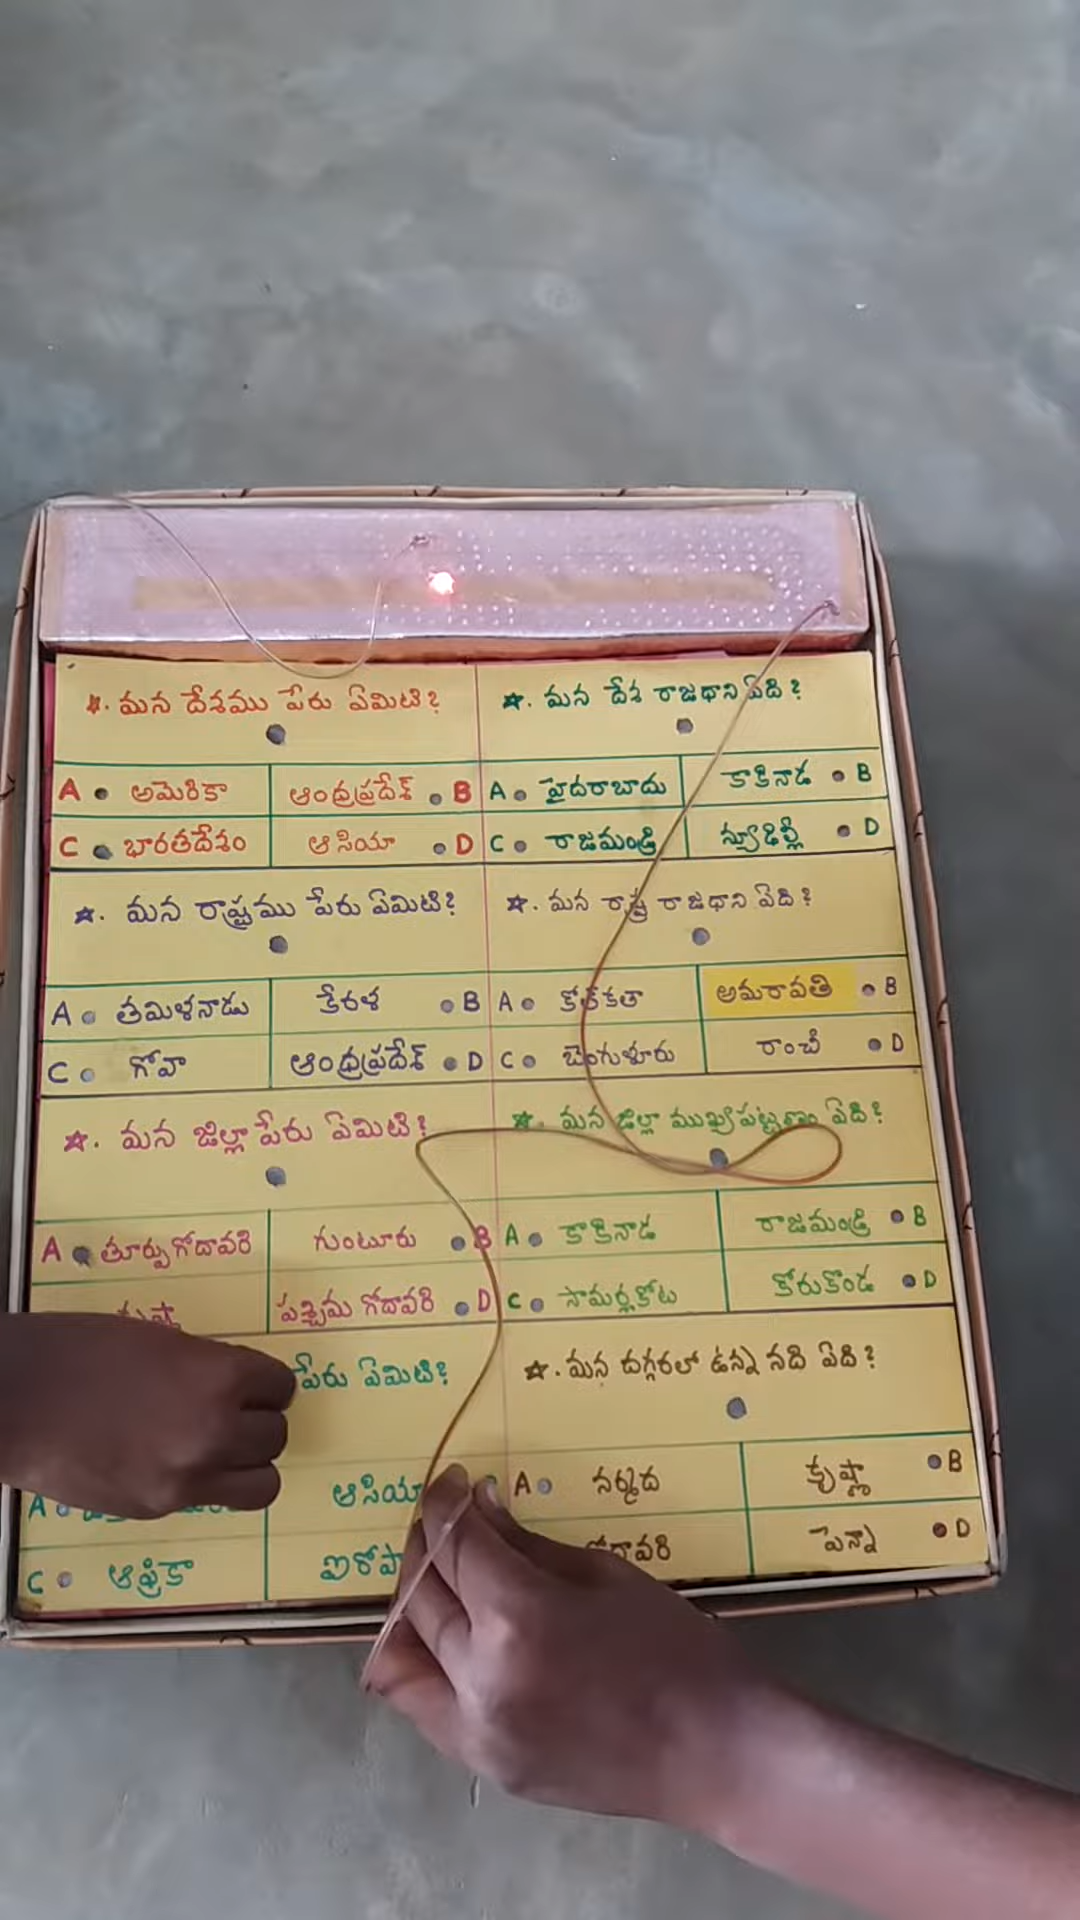 ☆. మన దేశము పేరు ఏమిటి?
A అమెరికా
ఆంధ్రప్రదేశ్ B
C భారతదేశం
ఆసియా D
☆. మన దేశ రాజధాని ఏది?
A హైదరాబాదు
కాకినాడ B
C రాజమండ్రి
న్యూఢిల్లీ D
☆. మన రాష్ట్రము పేరు ఏమిటి?
A తమిళనాడు
కేరళ B
C గోవా
ఆంధ్రప్రదేశ్ D
☆. మన రాష్ట్ర రాజధాని ఏది?
A కోల్‌కతా
అమరావతి B
C బెంగుళూరు
రాంచీ D
☆. మన జిల్లా పేరు ఏమిటి?
A తూర్పుగోదావరి
గుంటూరు B
పశ్చిమ గోదావరి D
☆. మన జిల్లా ముఖ్యపట్టణం ఏది?
A కాకినాడ
రాజమండ్రి B
C సామర్లకోట
కోరుకొండ D
పేరు ఏమిటి?
A
ఆసియా
C ఆఫ్రికా
☆. మన దగ్గరలో ఉన్న నది ఏది?
A నర్మద
కృష్ణా B
పెన్నా D